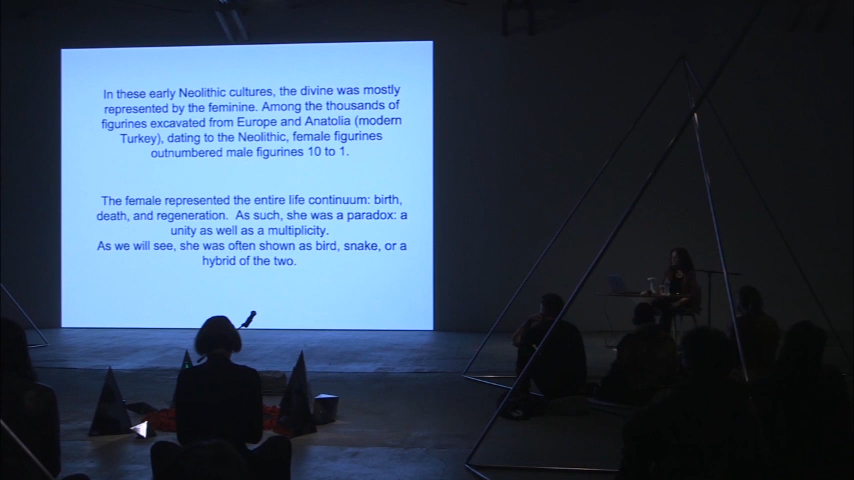 In these early Neolithic cultures, the divine was mostly
represented by the feminine. Among the thousands of
figurines excavated from Europe and Anatolia (modern
Turkey), dating to the Neolithic, female figurines
outnumbered male figurines 10 to 1.
The female represented the entire life continuum: birth,
death, and regeneration. As such, she was a paradox: a
unity as well as a multiplicity.
As we will see, she was often shown as bird, snake, or a
hybrid of the two.